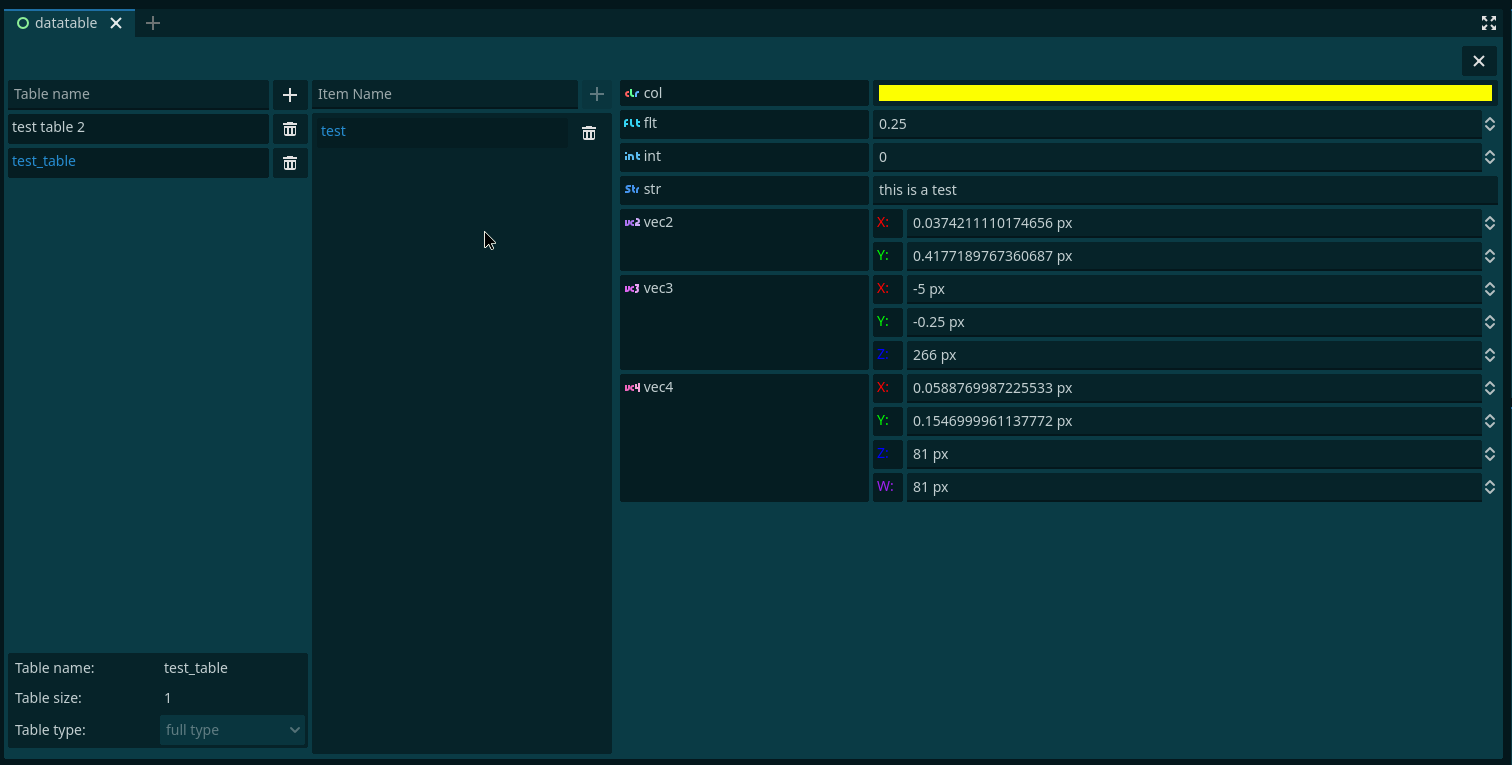 datatable
Table name
test table 2
test_table
Table name: test_table
Table size: 1
Table type: full type
Item Name
test
clr col
flt flt 0.25
int int 0
Str str this is a test
vc2 vec2 X: 0.0374211110174656 px
Y: 0.4177189767360687 px
vc3 vec3 X: -5 px
Y: -0.25 px
Z: 266 px
vc4 vec4 X: 0.0588769987225533 px
Y: 0.1546999961137772 px
Z: 81 px
W: 81 px